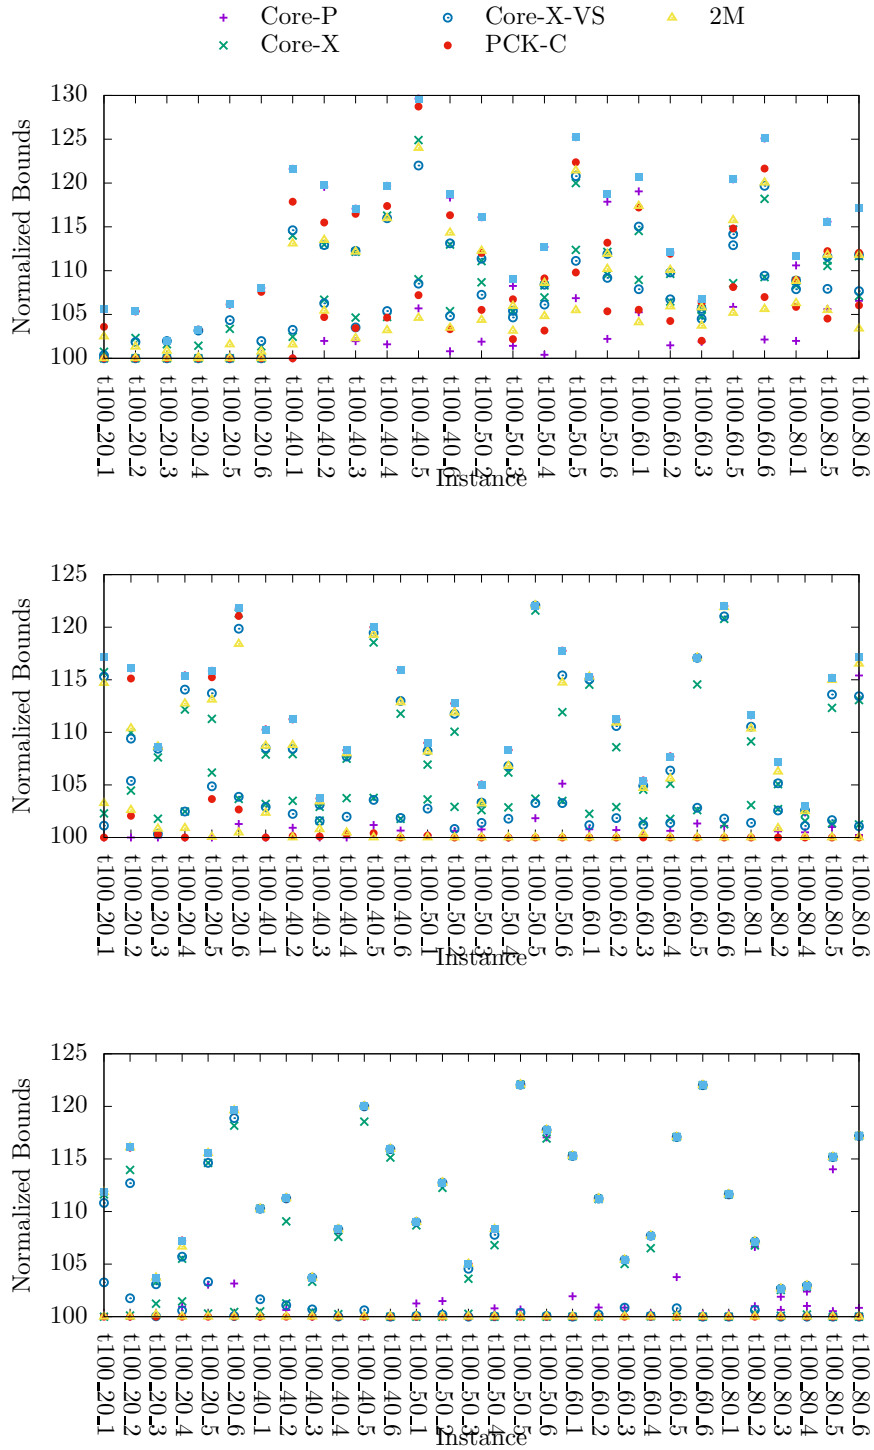 Core-P
Core-X
Core-X-VS
PCK-C
2M
Normalized Bounds
130
125
120
115
110
105
100
t100_20_1
t100_20_2
t100_20_3
t100_20_4
t100_20_5
t100_20_6
t100_40_1
t100_40_2
t100_40_3
t100_40_4
t100_40_5
t100_40_6
t100_50_2
t100_50_3
t100_50_4
t100_50_5
t100_50_6
t100_60_1
t100_60_2
t100_60_3
t100_60_5
t100_60_6
t100_80_1
t100_80_5
t100_80_6
Instance
Normalized Bounds
125
120
115
110
105
100
t100_20_1
t100_20_2
t100_20_3
t100_20_4
t100_20_5
t100_20_6
t100_40_1
t100_40_2
t100_40_3
t100_40_4
t100_40_5
t100_40_6
t100_50_1
t100_50_2
t100_50_3
t100_50_4
t100_50_5
t100_50_6
t100_60_1
t100_60_2
t100_60_3
t100_60_4
t100_60_5
t100_60_6
t100_80_1
t100_80_2
t100_80_4
t100_80_5
t100_80_6
Instance
Normalized Bounds
125
120
115
110
105
100
t100_20_1
t100_20_2
t100_20_3
t100_20_4
t100_20_5
t100_20_6
t100_40_1
t100_40_2
t100_40_3
t100_40_4
t100_40_5
t100_40_6
t100_50_1
t100_50_2
t100_50_3
t100_50_4
t100_50_5
t100_50_6
t100_60_1
t100_60_2
t100_60_3
t100_60_4
t100_60_5
t100_60_6
t100_80_1
t100_80_2
t100_80_3
t100_80_4
t100_80_5
t100_80_6
Instance